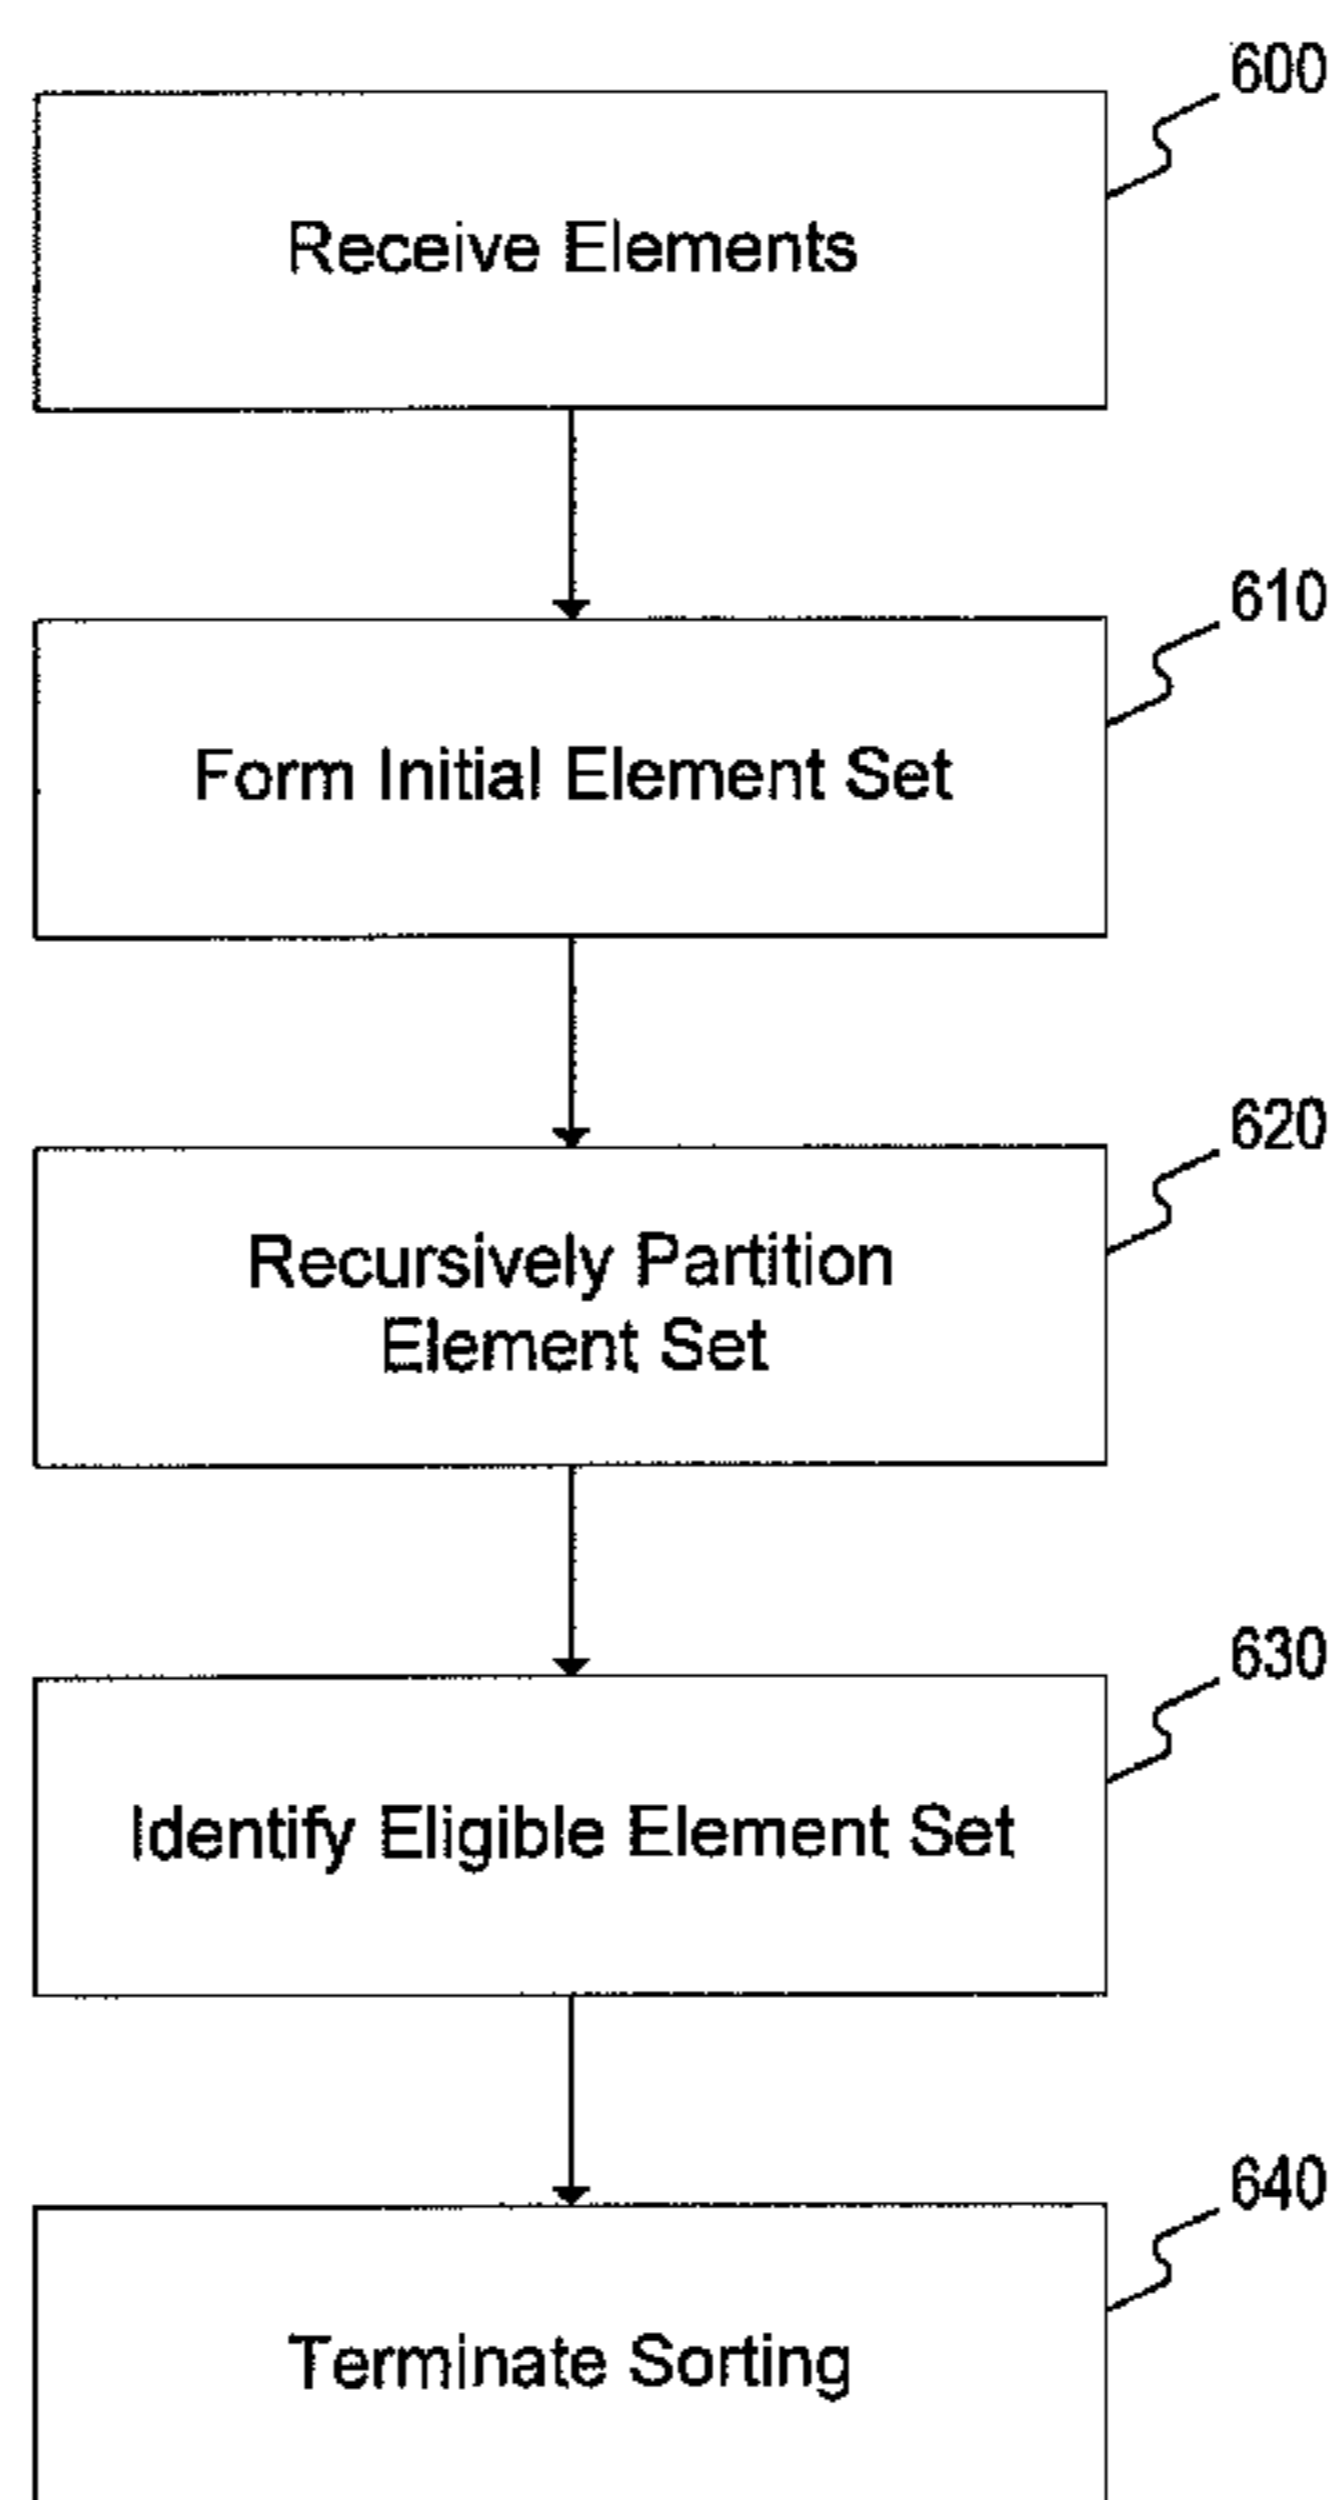 600
Receive Elements
610
Form Initial Element Set
620
Recursively Partition
Element Set
630
Identify Eligible Element Set
640
Terminate Sorting